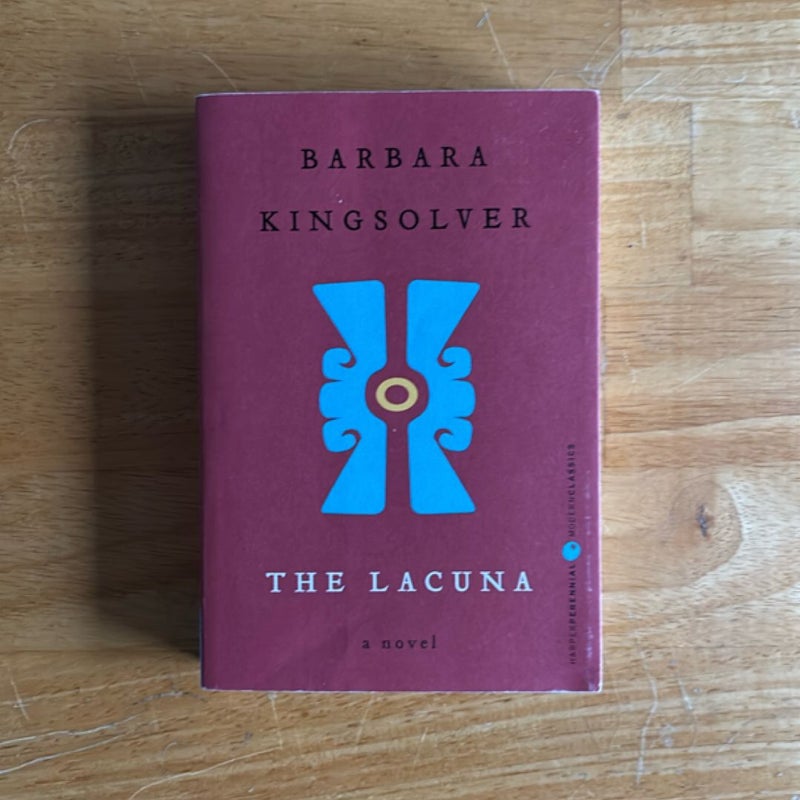 BARBARA
KINGSOLVER
THE LACUNA
a novel
HARPERPERENNIAL MODERNCLASSICS